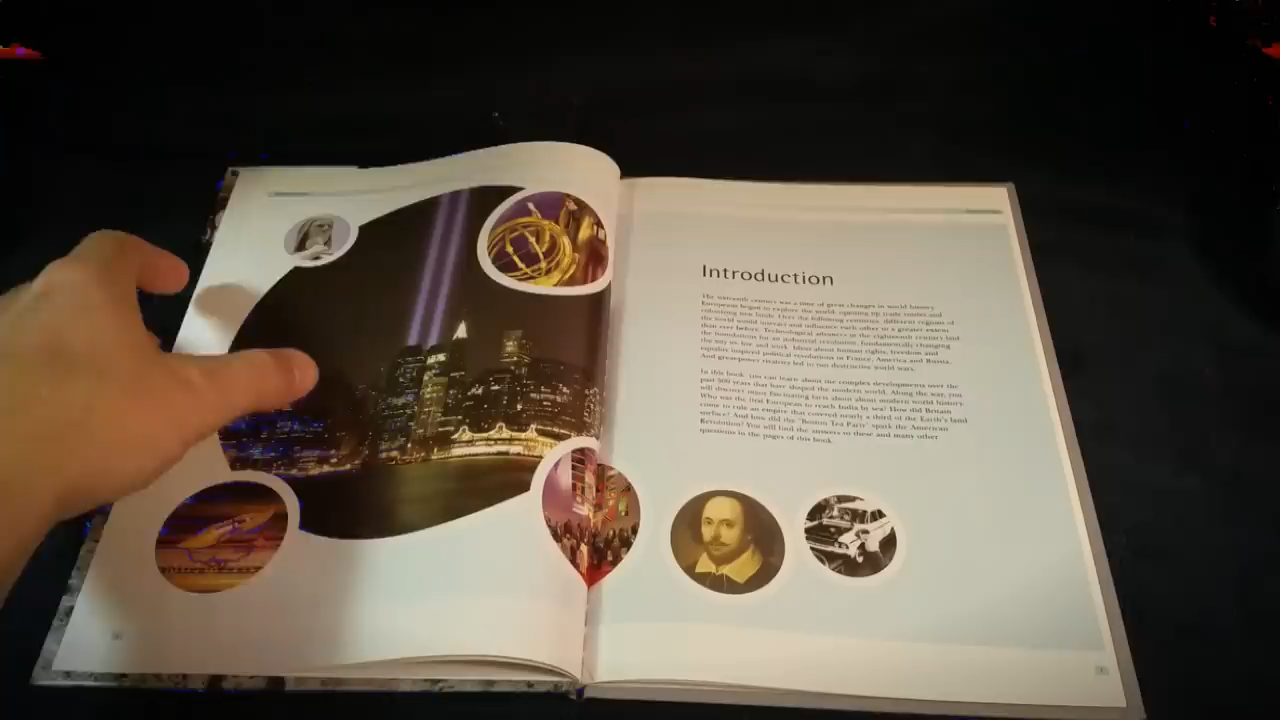 Introduction
The sixteenth century was a time of great changes in world history.
Europeans began to explore the world, opening up trade routes and
colonising new lands. Over the following centuries, different regions of
the world would interact and influence each other to a greater extent
than ever before. Technological advances in the eighteenth century laid
the foundations for an industrial revolution, fundamentally changing
the way we live and work. Ideas about human rights, freedom and
equality inspired political revolutions in France, America and Russia.
And great-power rivalries led to two destructive world wars.
In this book, you can learn about the complex developments over the
past 500 years that have shaped the modern world. Along the way, you
will discover many fascinating facts about modern world history.
Who was the first European to reach India by sea? How did Britain
come to rule an empire that covered nearly a third of the Earth's land
surface? And how did the "Boston Tea Party" spark the American
Revolution? You will find the answers to these and many other
questions in the pages of this book.